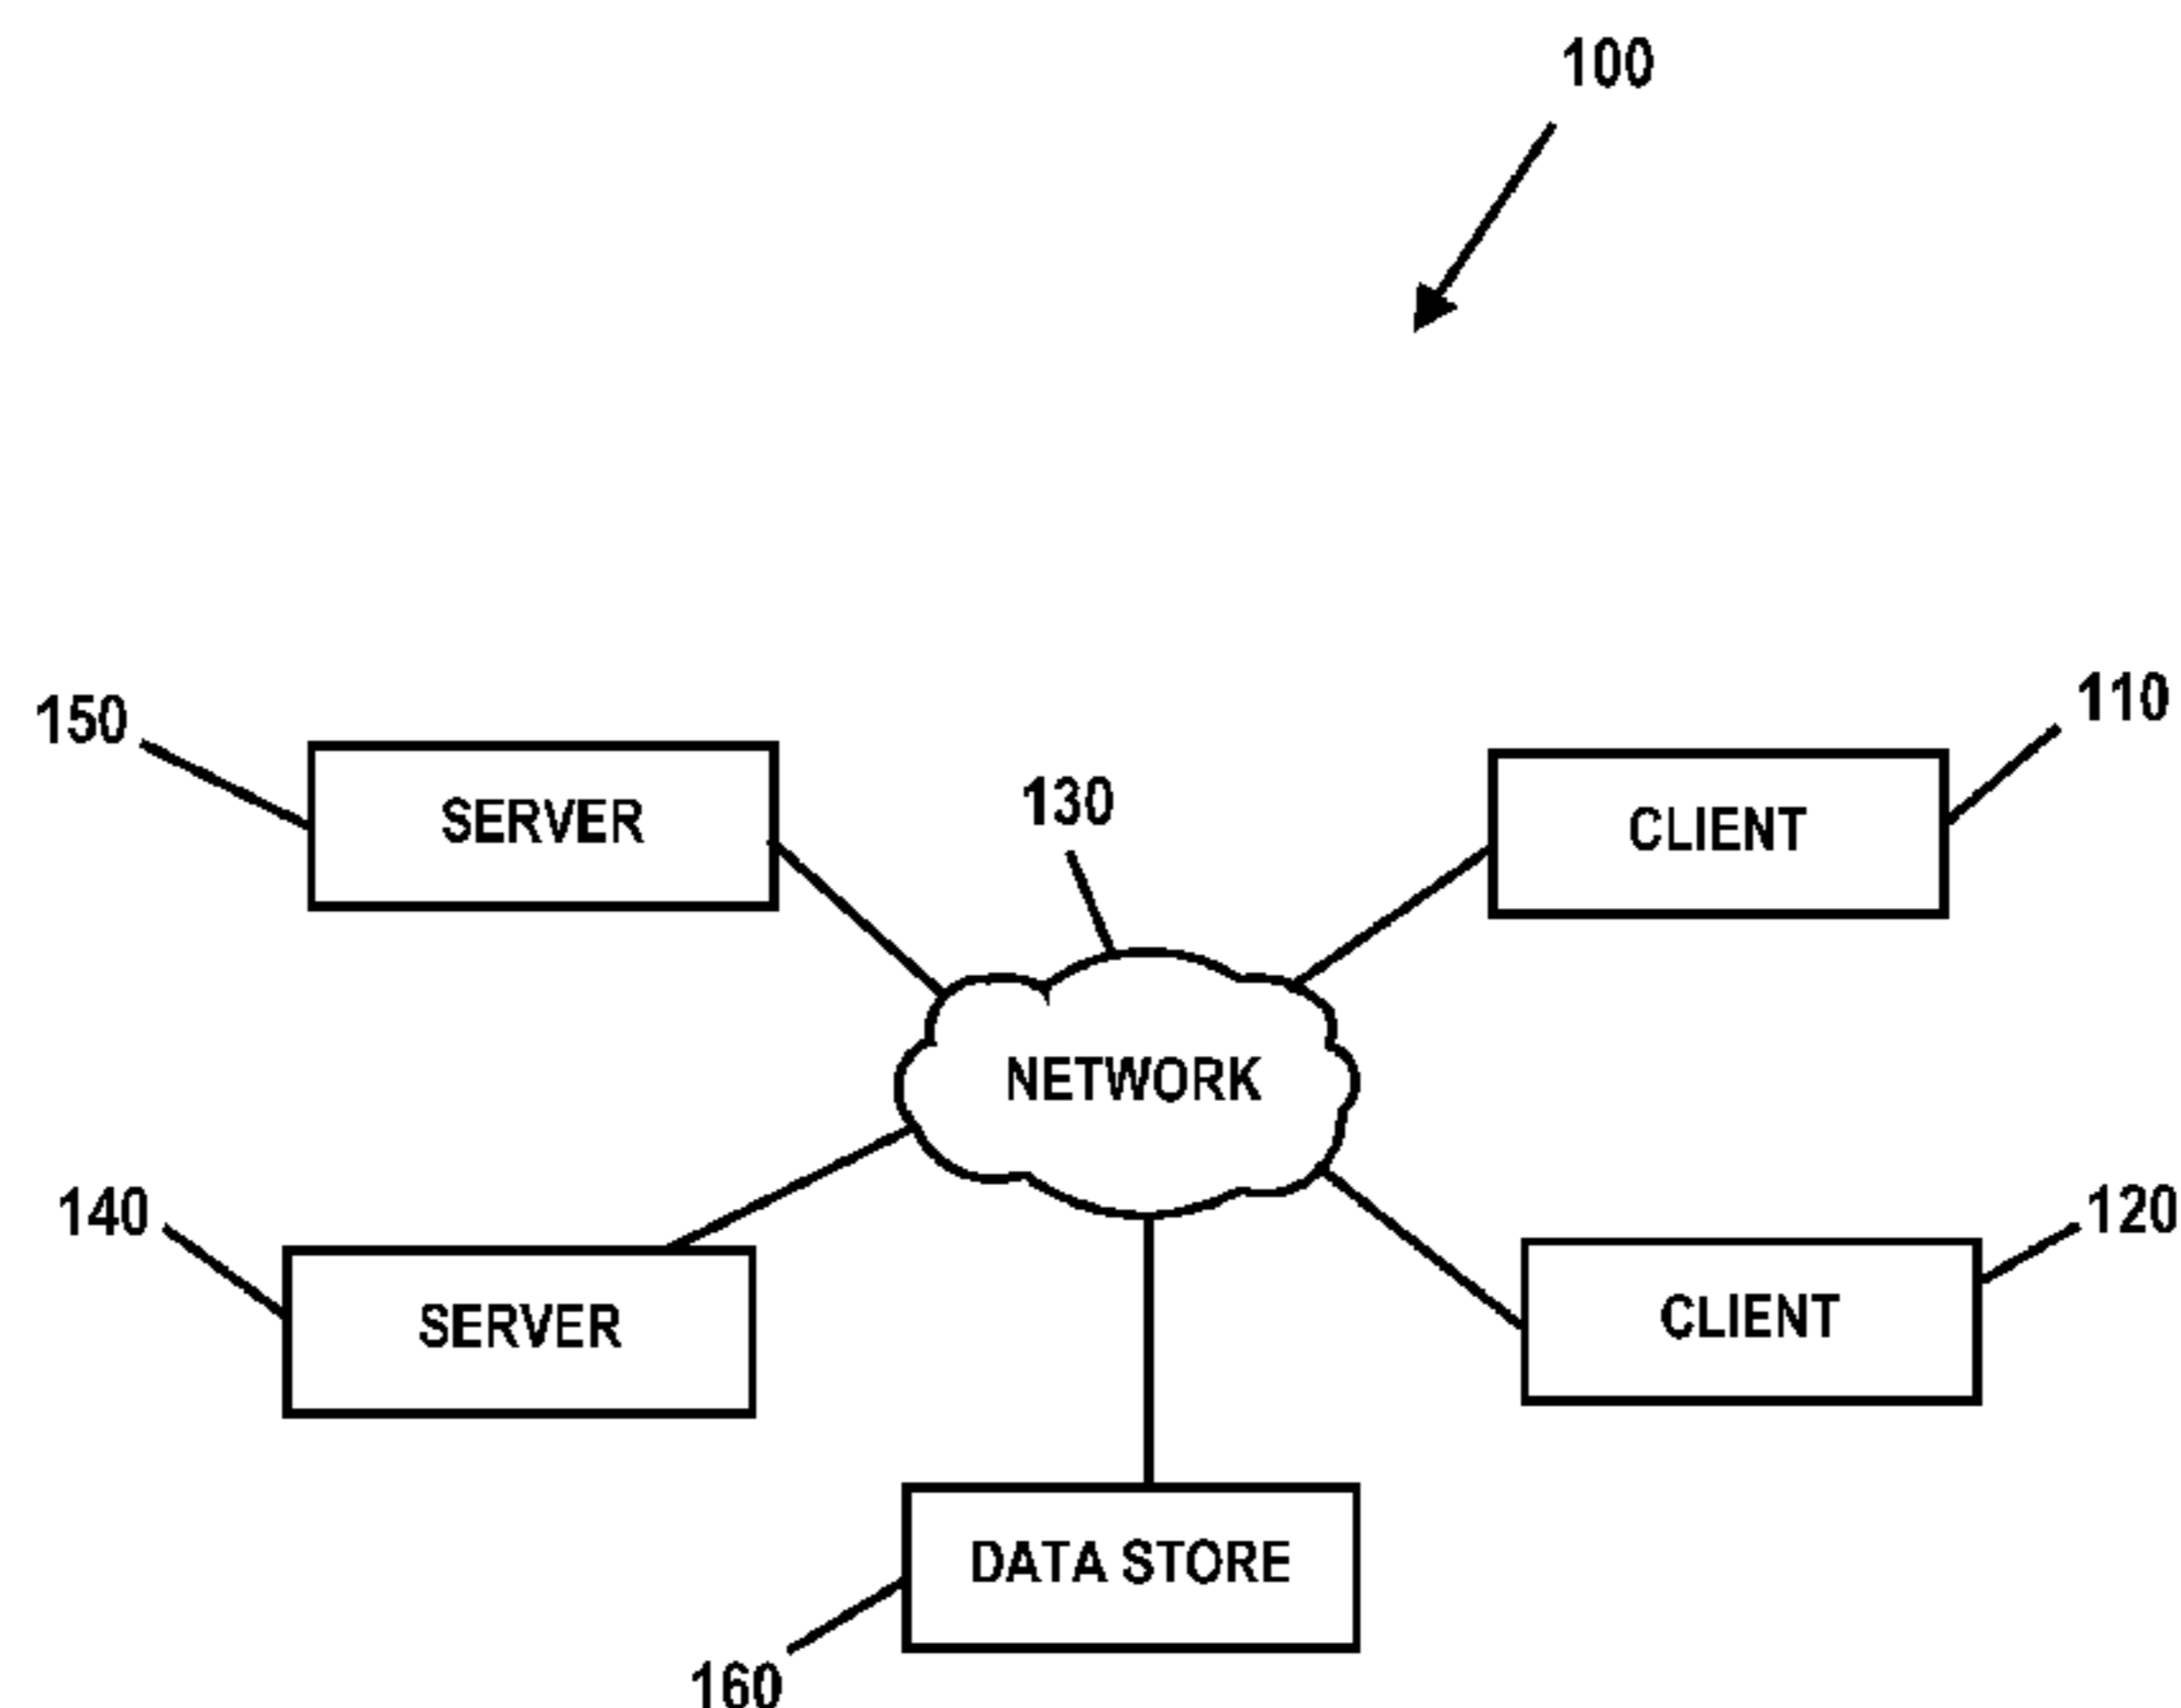 100
110
150
130
SERVER
CLIENT
NETWORK
140
120
SERVER
CLIENT
DATA STORE
160